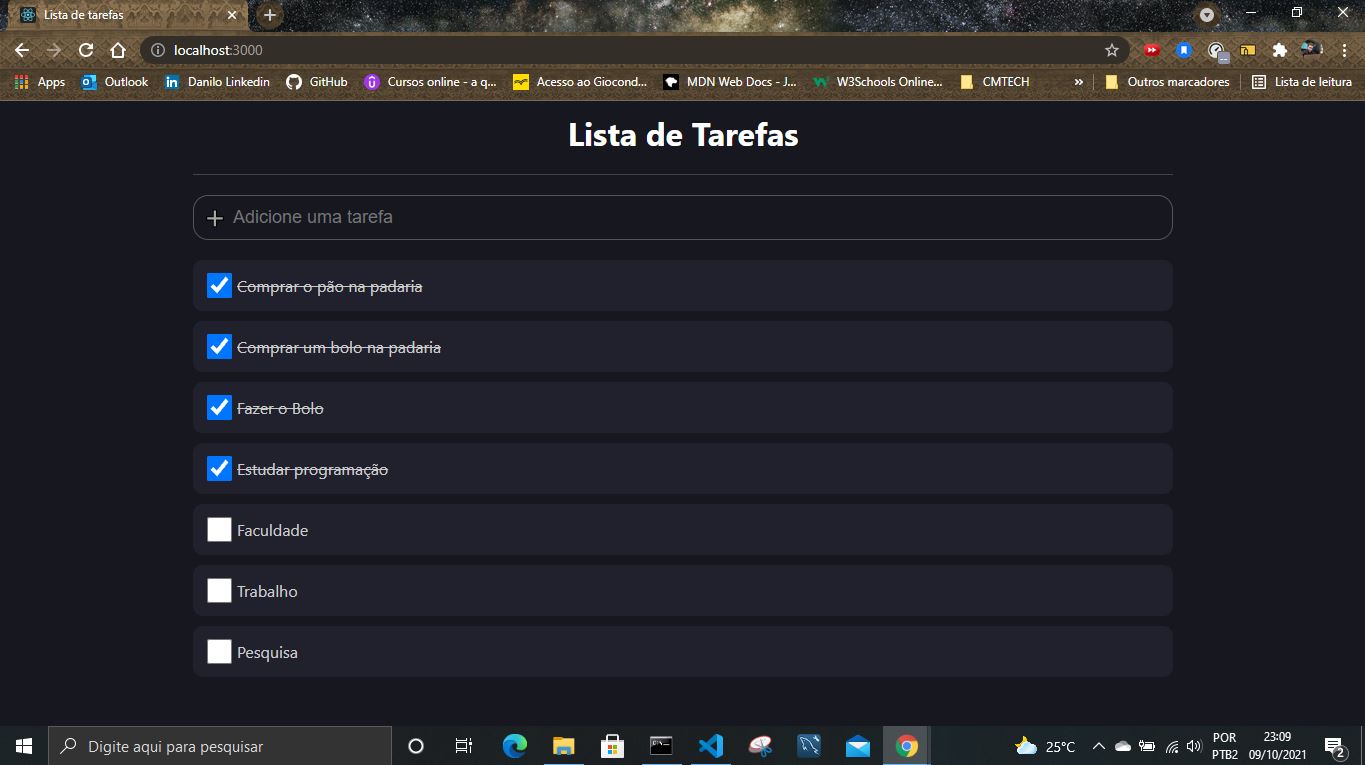 Lista de tarefas
localhost:3000
Apps Outlook Danilo Linkedin GitHub Cursos online - a q... Acesso ao Giocond... MDN Web Docs - J... W3Schools Online... CMTECH » Outros marcadores Lista de leitura
Lista de Tarefas
Adicione uma tarefa
Comprar o pão na padaria
Comprar um bolo na padaria
Fazer o Bolo
Estudar programação
Faculdade
Trabalho
Pesquisa
Digite aqui para pesquisar
25°C
POR
PTB2
23:09
09/10/2021
2